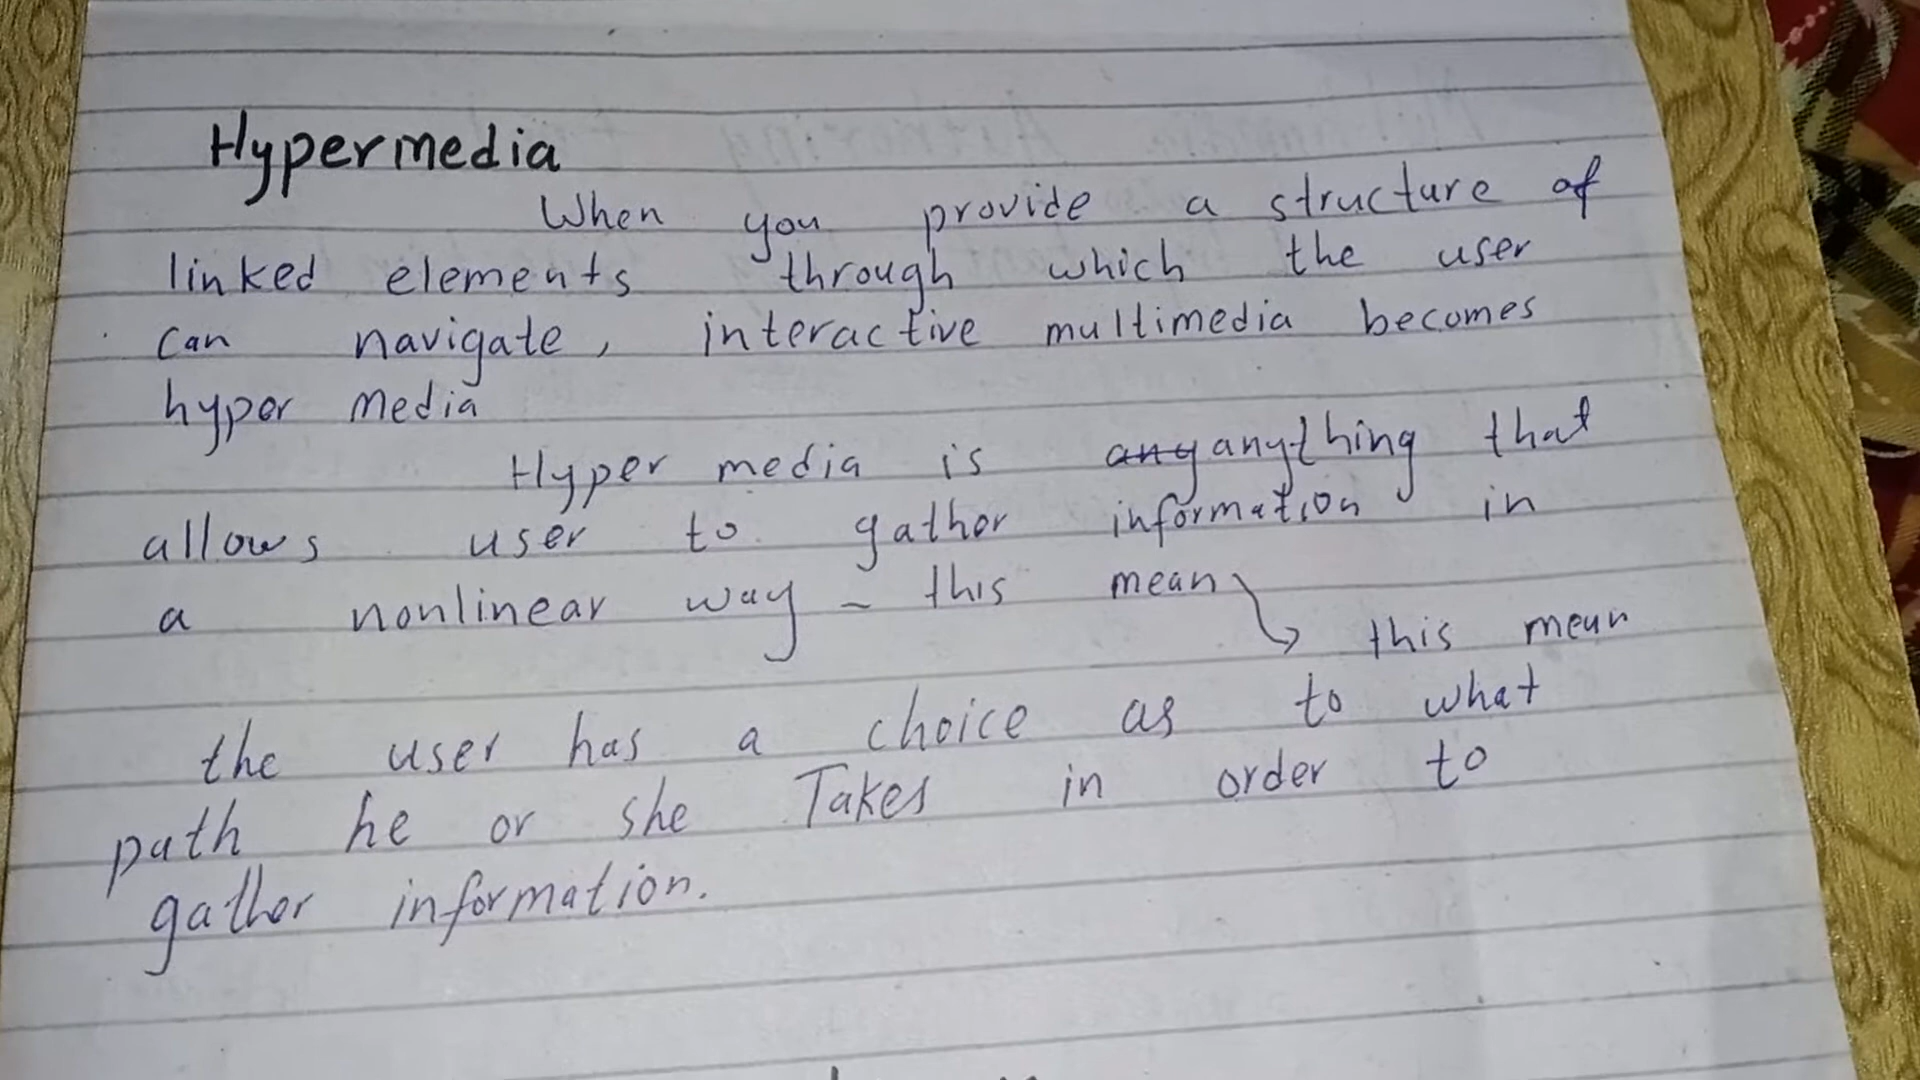 Hypermedia
When you provide a structure of
linked elements through which the user
can navigate, interactive multimedia becomes
hyper media
Hyper media is any anything that
allows user to gather information in
a nonlinear way - this mean
→ this mean
the user has a choice as to what
path he or she Takes in order to
gather information.